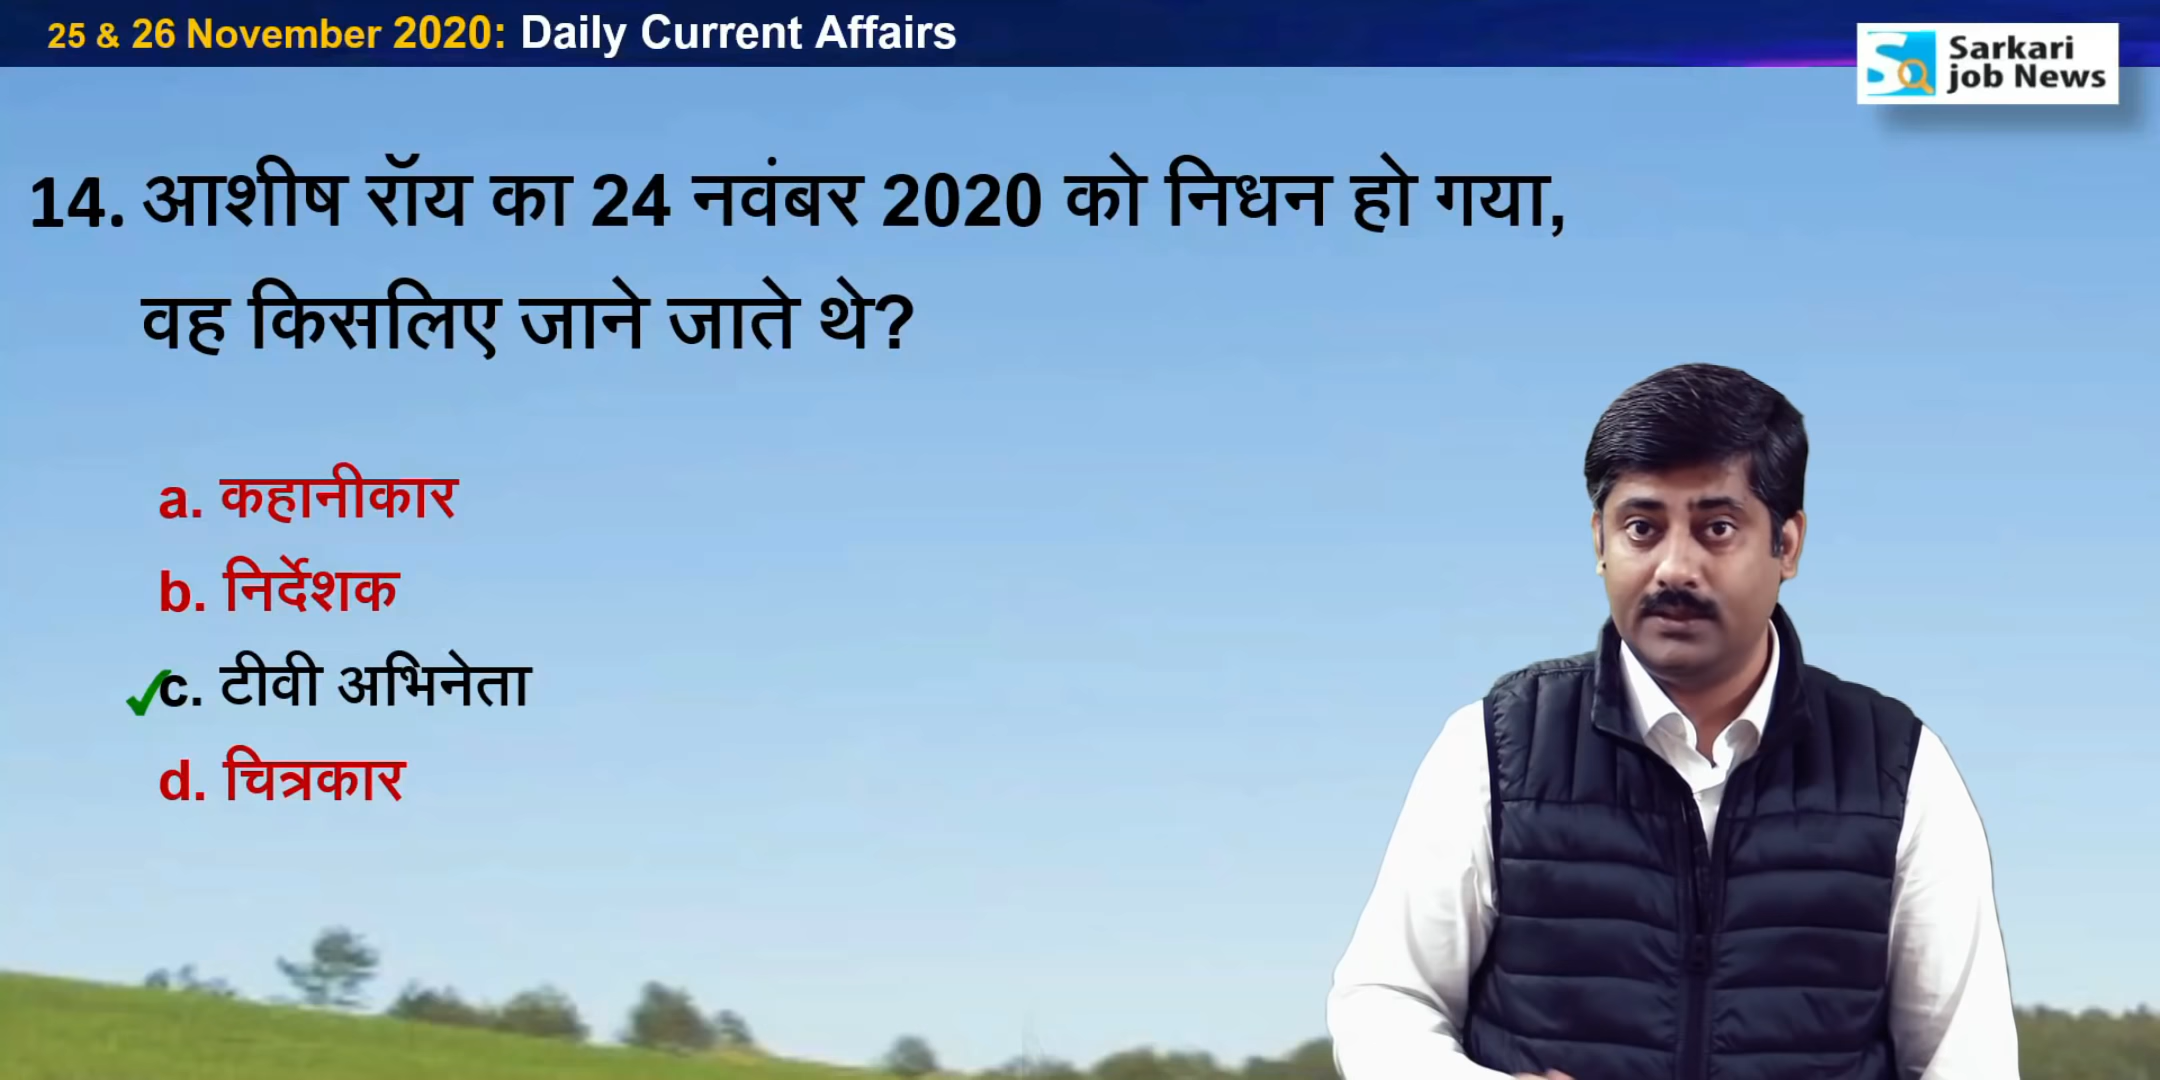 25 & 26 November 2020: Daily Current Affairs
Sarkari
job News
14. आशीष रॉय का 24 नवंबर 2020 को निधन हो गया,
वह किसलिए जाने जाते थे?
a. कहानीकार
b. निर्देशक
c. टीवी अभिनेता
d. चित्रकार